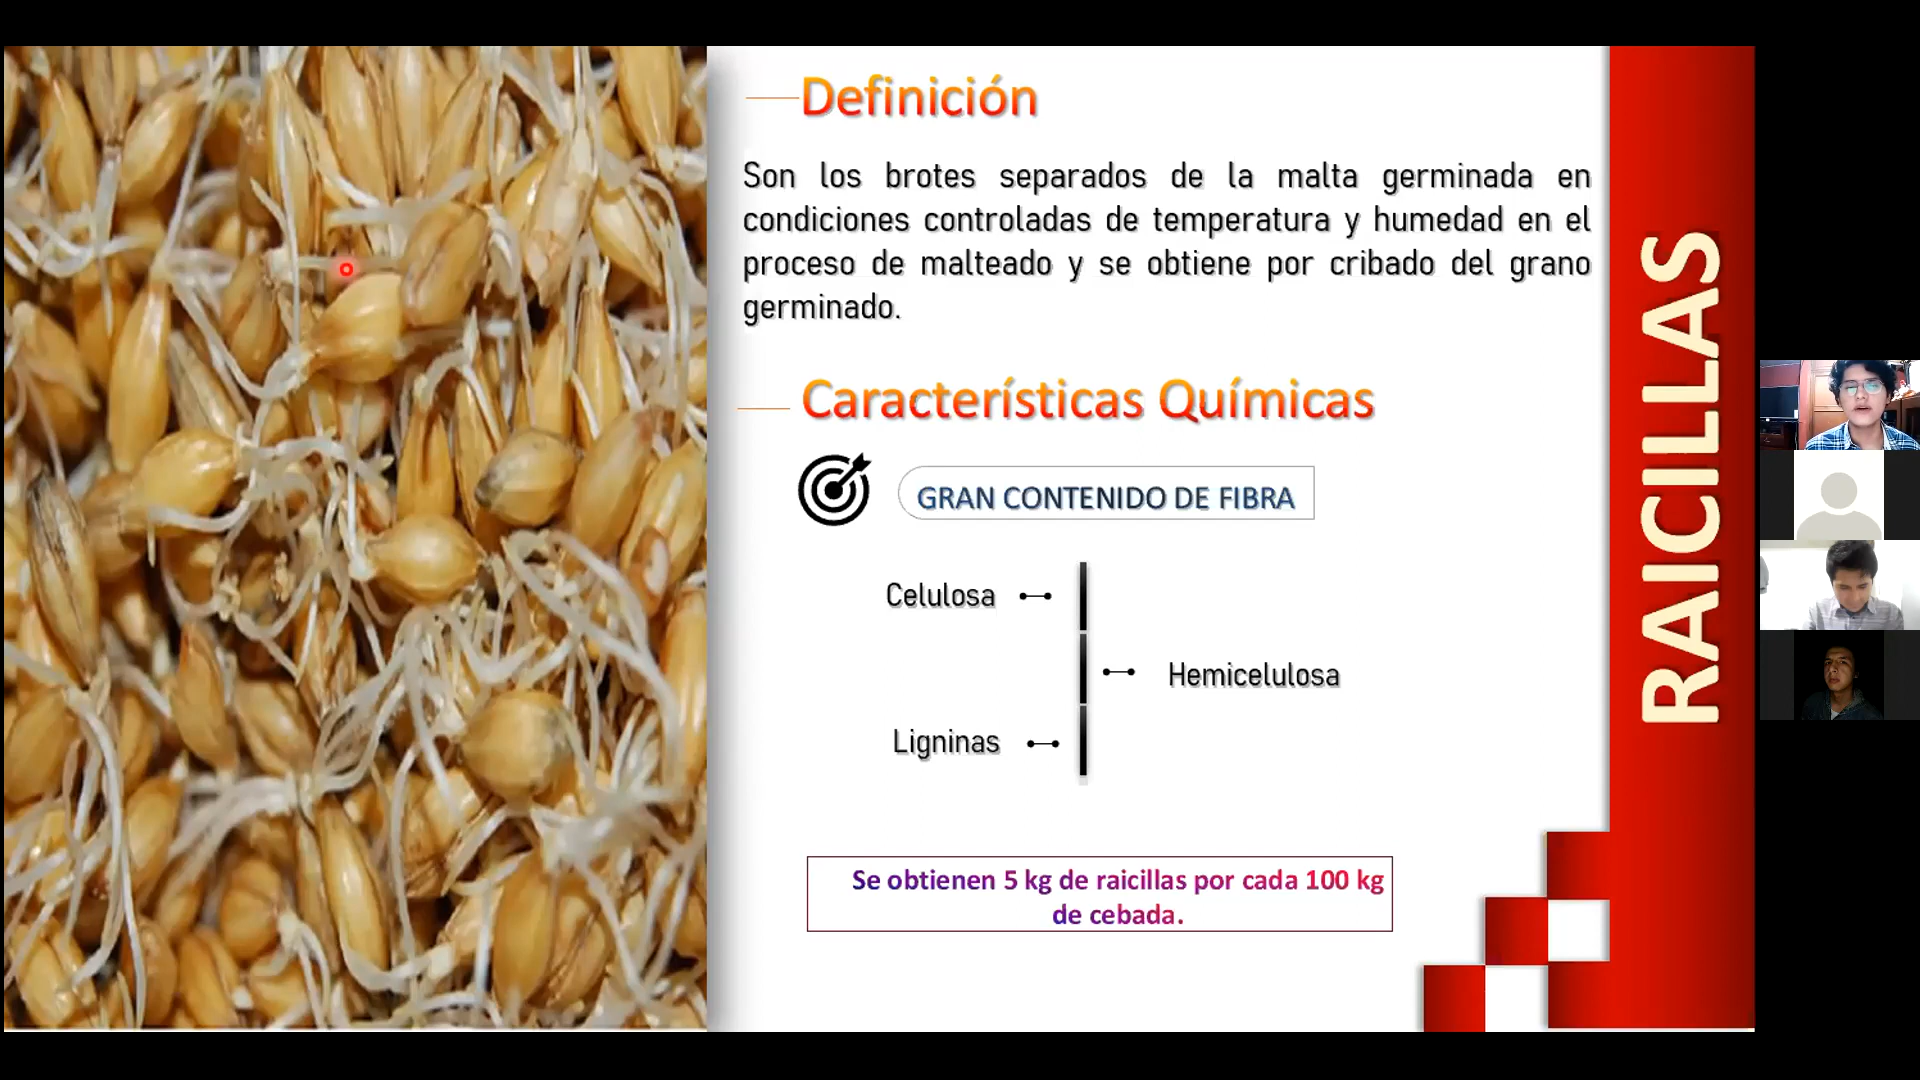 Definición
Son los brotes separados de la malta germinada en
condiciones controladas de temperatura y humedad en el
proceso de malteado y se obtiene por cribado del grano
germinado.
Características Químicas
GRAN CONTENIDO DE FIBRA
Celulosa
Hemicelulosa
Ligninas
Se obtienen 5 kg de raicillas por cada 100 kg
de cebada.
RAICILLAS